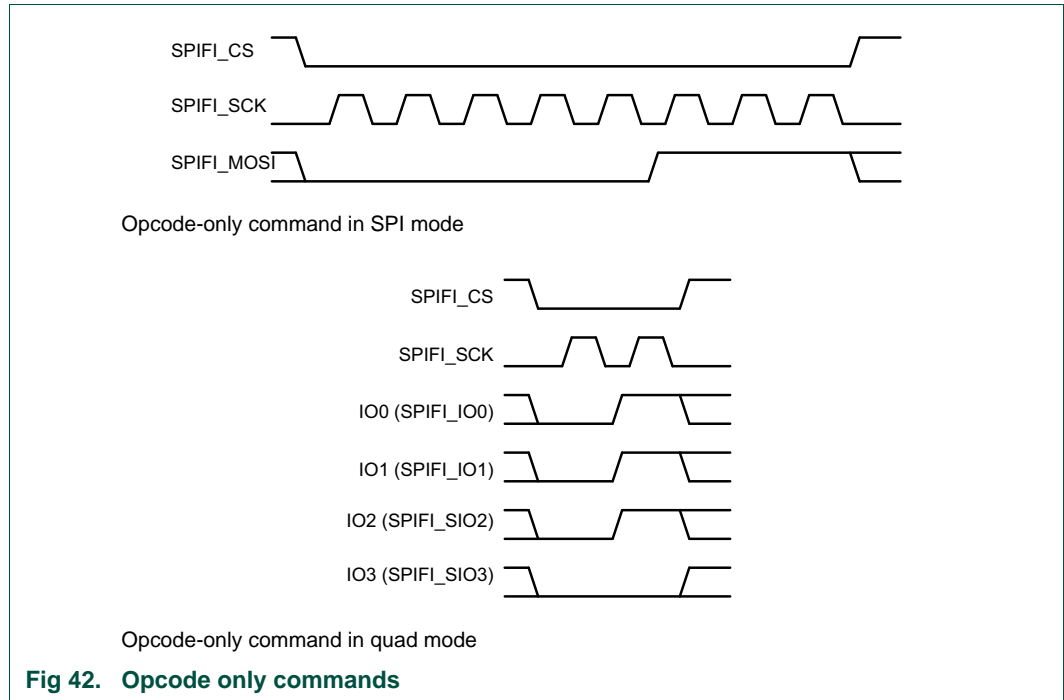 SPIFI_CS
SPIFI_SCK
SPIFI_MOSI
Opcode-only command in SPI mode
SPIFI_CS
SPIFI_SCK
IO0 (SPIFI_IO0)
IO1 (SPIFI_IO1)
IO2 (SPIFI_SIO2)
IO3 (SPIFI_SIO3)
Opcode-only command in quad mode
Fig 42. Opcode only commands